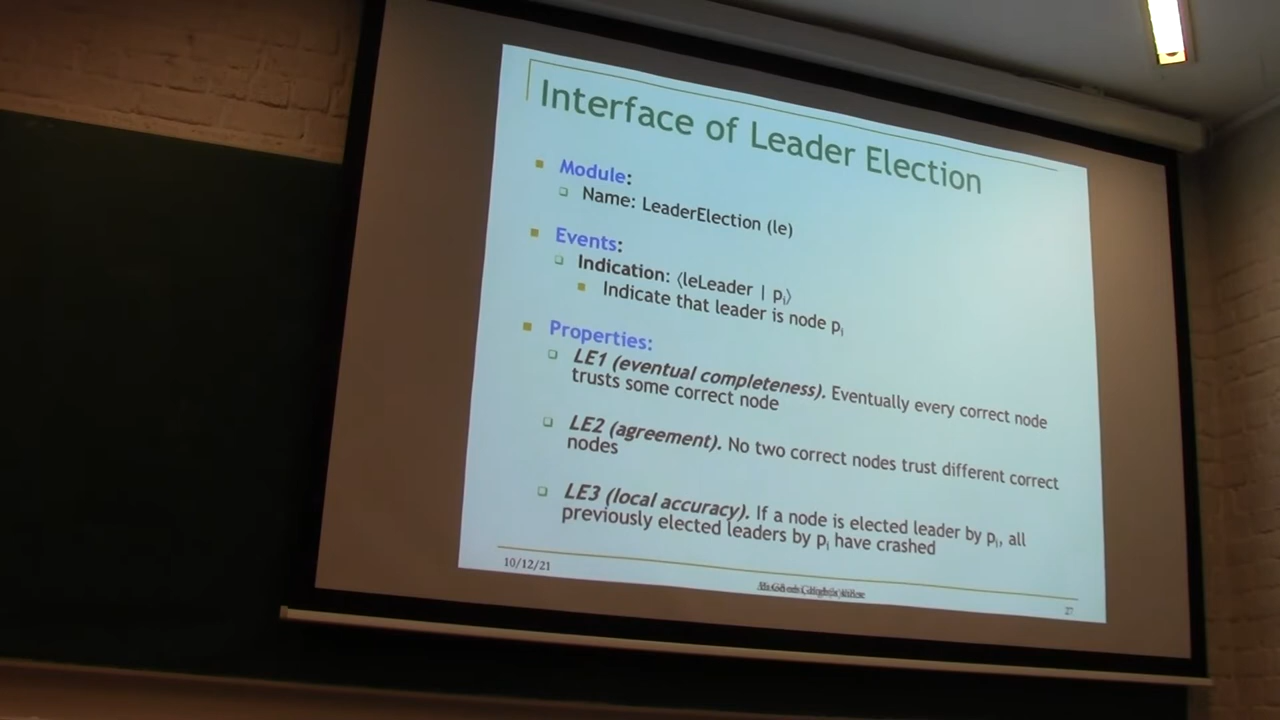 Interface of Leader Election
Module:
Name: LeaderElection (le)
Events:
Indication: ⟨leLeader | pᵢ⟩
Indicate that leader is node pᵢ
Properties:
LE1 (eventual completeness). Eventually every correct node
trusts some correct node
LE2 (agreement). No two correct nodes trust different correct
nodes
LE3 (local accuracy). If a node is elected leader by pᵢ, all
previously elected leaders by pᵢ have crashed
10/12/21
27